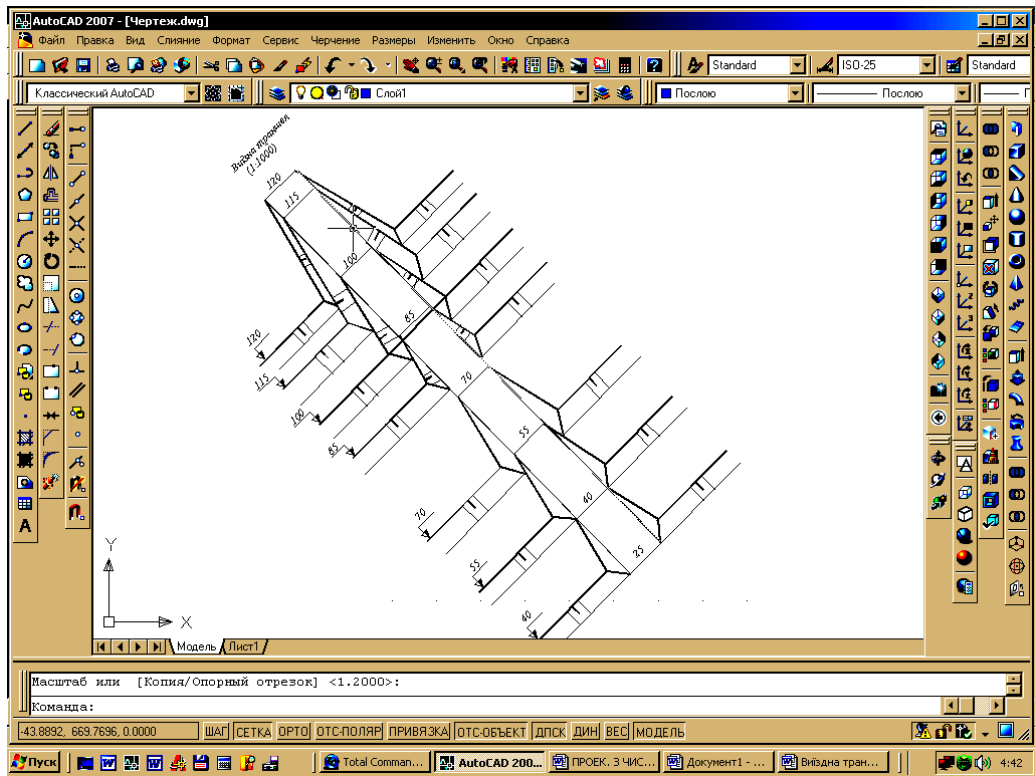 AutoCAD 2007 - [Чертеж.dwg]
Файл Правка Вид Слияние Формат Сервис Черчение Размеры Изменить Окно Справка
Standard ISO-25 Standard
Классический AutoCAD Слой1 Послою Послою
Виїзна траншея
(1:1000)
120
115
100
85
70
55
40
25
120
115
100
85
70
55
40
Y
X
Модель Лист1
Масштаб или [Копия/Опорный отрезок] <1.2000>:
Команда:
-43.8892, 669.7696, 0.0000 ШАГ СЕТКА ОРТО ОТС-ПОЛЯР ПРИВЯЗКА ОТС-ОБЪЕКТ ДПСК ДИН ВЕС МОДЕЛЬ
Пуск Total Comman... AutoCAD 200... ПРОЕК. З ЧИС... Документ1 - ... Виїздна тран... 4:42